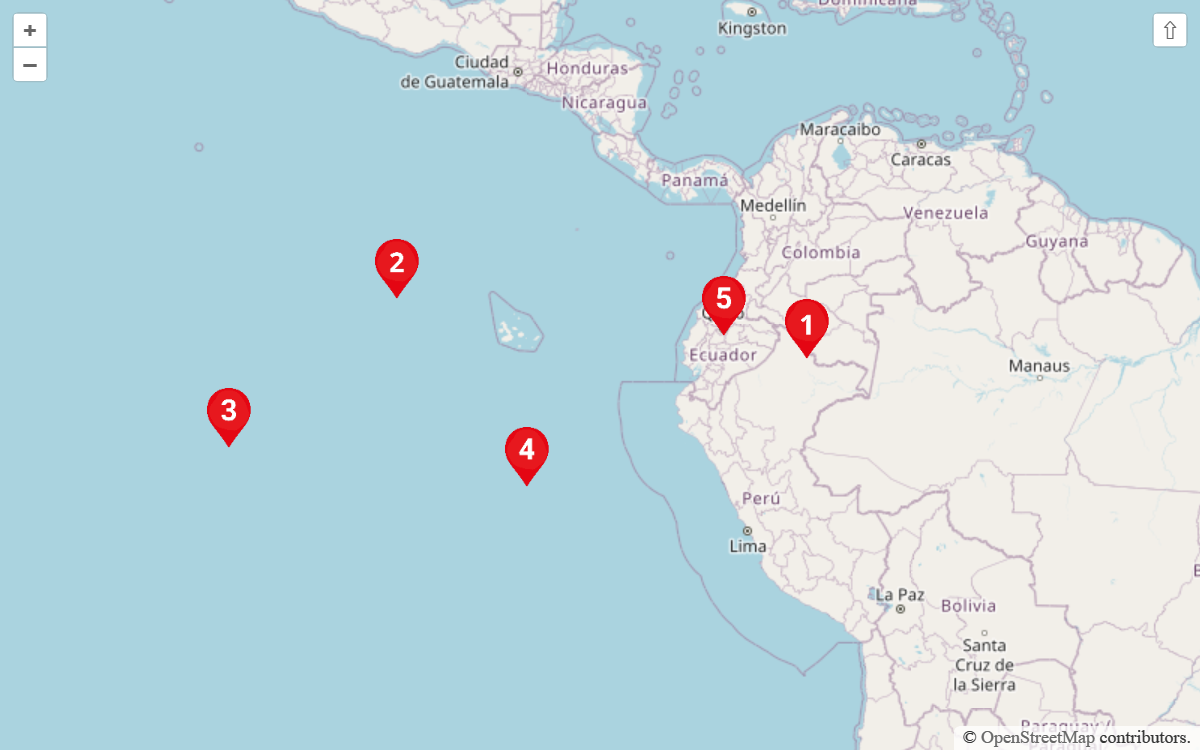 +
−
⇧
Dominicana
Kingston
Ciudad
de Guatemala
Honduras
Nicaragua
Maracaibo
Caracas
Panamá
Medellín
Venezuela
Guyana
Colombia
2
5
1
Ecuador
Manaus
3
4
Perú
Lima
La Paz
Bolivia
Santa
Cruz de
la Sierra
Paraguay /
© OpenStreetMap contributors.